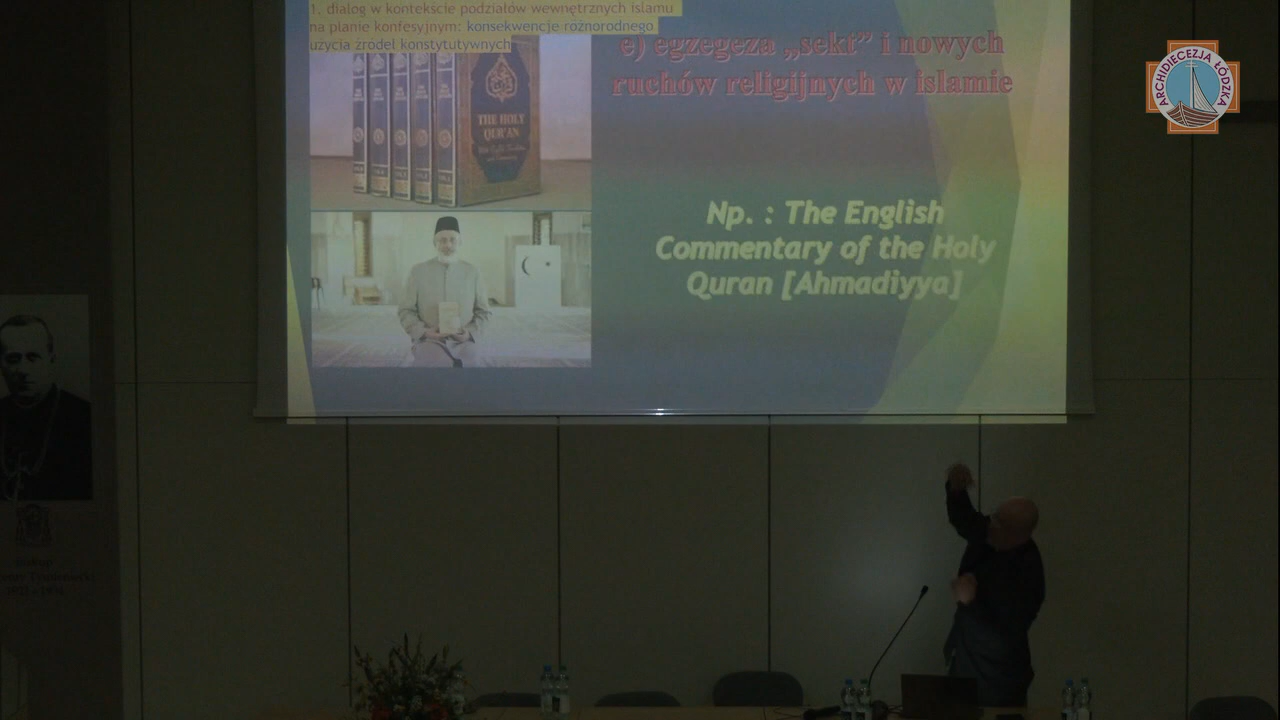 1. dialog w kontekście podziałów wewnętrznych islamu
na planie konfesyjnym: konsekwencje różnorodnego
użycia źródeł konstytutywnych
e) egzegeza „sekt” i nowych
ruchów religijnych w islamie
THE HOLY
QUR'AN
Np. : The English
Commentary of the Holy
Quran [Ahmadiyya]
ARCHIDIECEZJA ŁÓDZKA